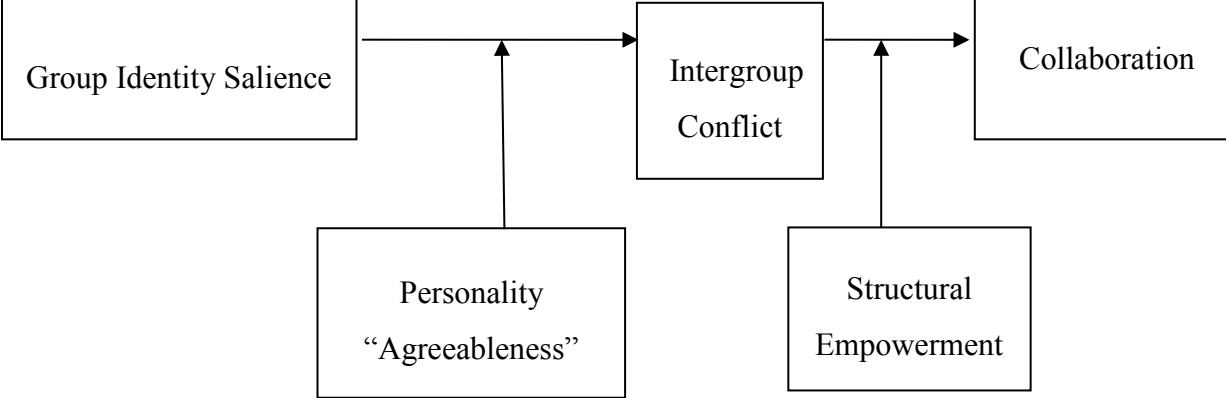 Group Identity Salience
Intergroup
Conflict
Collaboration
Personality
“Agreeableness”
Structural
Empowerment